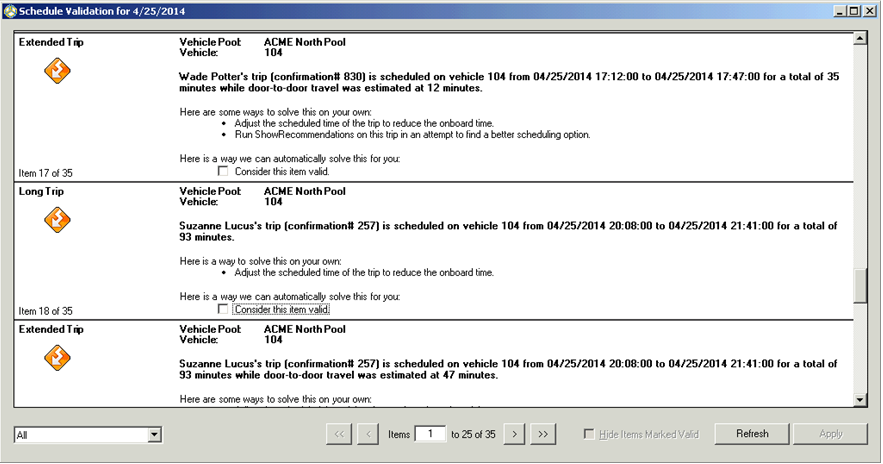 Schedule Validation for 4/25/2014
Extended Trip
Vehicle Pool: ACME North Pool
Vehicle: 104
Wade Potter's trip (confirmation# 830) is scheduled on vehicle 104 from 04/25/2014 17:12:00 to 04/25/2014 17:47:00 for a total of 35
minutes while door-to-door travel was estimated at 12 minutes.
Here are some ways to solve this on your own:
• Adjust the scheduled time of the trip to reduce the onboard time.
• Run ShowRecommendations on this trip in an attempt to find a better scheduling option.
Here is a way we can automatically solve this for you:
Consider this item valid.
Item 17 of 35
Long Trip
Vehicle Pool: ACME North Pool
Vehicle: 104
Suzanne Lucus's trip (confirmation# 257) is scheduled on vehicle 104 from 04/25/2014 20:08:00 to 04/25/2014 21:41:00 for a total of
93 minutes.
Here is a way to solve this on your own:
• Adjust the scheduled time of the trip to reduce the onboard time.
Here is a way we can automatically solve this for you:
Consider this item valid.
Item 18 of 35
Extended Trip
Vehicle Pool: ACME North Pool
Vehicle: 104
Suzanne Lucus's trip (confirmation# 257) is scheduled on vehicle 104 from 04/25/2014 20:08:00 to 04/25/2014 21:41:00 for a total of
93 minutes while door-to-door travel was estimated at 47 minutes.
Here are some ways to solve this on your own:
All << < Items 1 to 25 of 35 > >> Hide Items Marked Valid Refresh Apply